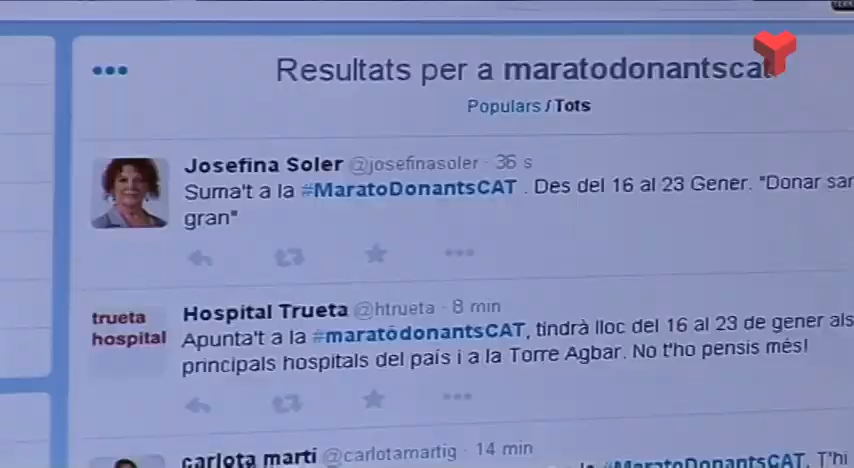 Resultats per a maratodonantscat
Populars / Tots
Josefina Soler @josefinasoler · 36 s
Suma't a la #MaratoDonantsCAT . Des del 16 al 23 Gener. "Donar
gran"
trueta
hospital
Hospital Trueta @htrueta · 8 min
Apunta't a la #maratódonantsCAT, tindrà lloc del 16 al 23 de gener als
principals hospitals del país i a la Torre Agbar. No t'ho pensis més!
carlota marti @carlotamartig · 14 min
la #MaratoDonantsCAT. T'hi